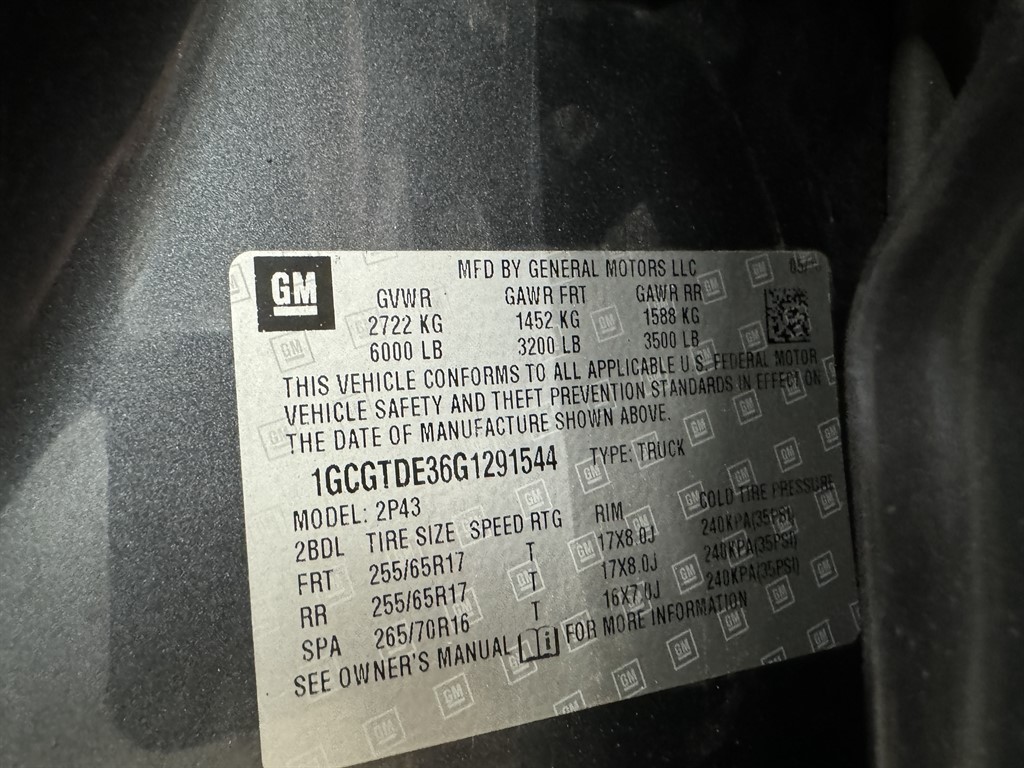 GM
MFD BY GENERAL MOTORS LLC
GVWR GAWR FRT GAWR RR
2722 KG 1452 KG 1588 KG
6000 LB 3200 LB 3500 LB
THIS VEHICLE CONFORMS TO ALL APPLICABLE U.S. FEDERAL MOTOR
VEHICLE SAFETY AND THEFT PREVENTION STANDARDS IN EFFECT ON
THE DATE OF MANUFACTURE SHOWN ABOVE.
1GCGTDE36G1291544 TYPE: TRUCK
MODEL: 2P43
2BDL TIRE SIZE SPEED RTG RIM COLD TIRE PRESSURE
FRT 255/65R17 T 17X8.0J 240KPA(35PSI)
RR 255/65R17 T 17X8.0J 240KPA(35PSI)
SPA 265/70R16 T 16X7.0J 240KPA(35PSI)
SEE OWNER'S MANUAL FOR MORE INFORMATION